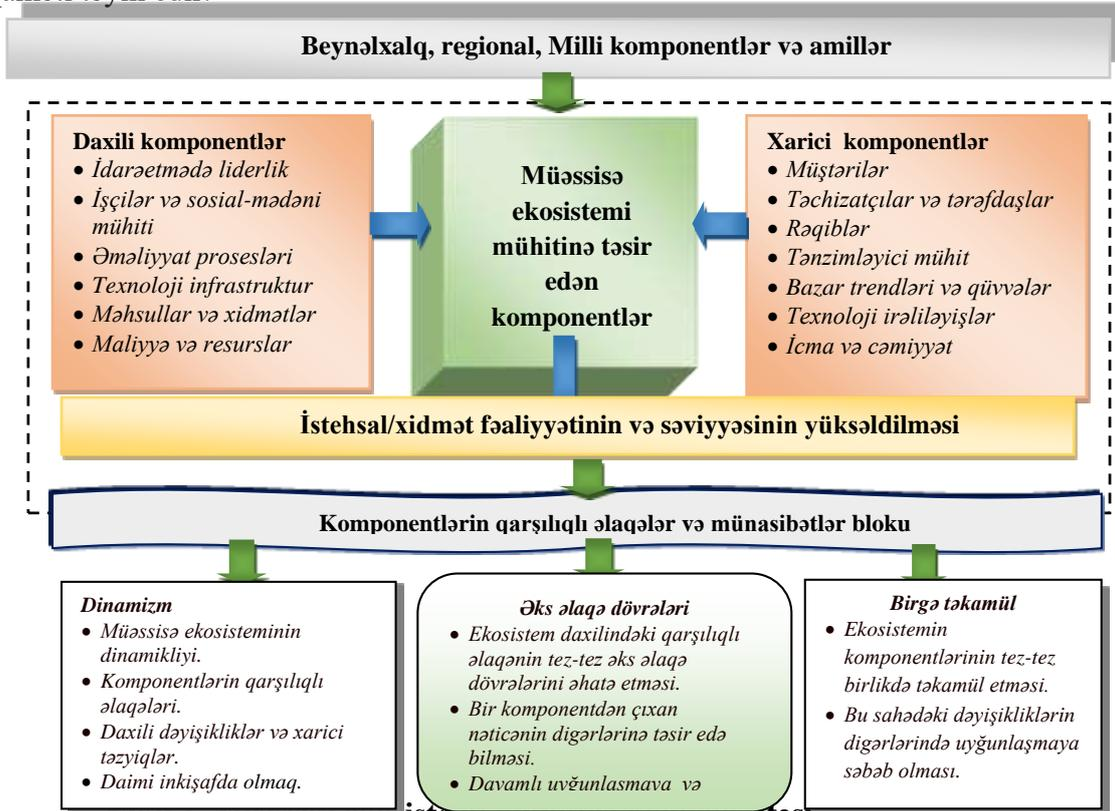 Beynəlxalq, regional, Milli komponentlər və amillər
Daxili komponentlər
• İdarəetmədə liderlik
• İşçilər və sosial-mədəni
mühiti
• Əməliyyat prosesləri
• Texnoloji infrastruktur
• Məhsullar və xidmətlər
• Maliyyə və resurslar
Müəssisə
ekosistemi
mühitinə təsir
edən
komponentlər
Xarici komponentlər
• Müştərilər
• Təchizatçılar və tərəfdaşlar
• Rəqiblər
• Tənzimləyici mühit
• Bazar trendləri və qüvvələr
• Texnoloji irəliləyişlər
• İcma və cəmiyyət
İstehsal/xidmət fəaliyyətinin və səviyyəsinin yüksəldilməsi
Komponentlərin qarşılıqlı əlaqələr və münasibətlər bloku
Dinamizm
• Müəssisə ekosisteminin
dinamikliyi.
• Komponentlərin qarşılıqlı
əlaqələri.
• Daxili dəyişikliklər və xarici
təzyiqlər.
• Daimi inkişafda olmaq.
Əks əlaqə dövrələri
• Ekosistem daxilindəki qarşılıqlı
əlaqənin tez-tez əks əlaqə
dövrələrini əhatə etməsi.
• Bir komponentdən çıxan
nəticənin digərlərinə təsir edə
bilməsi.
• Davamlı uyğunlaşmaya və
Birgə təkamül
• Ekosistemin
komponentlərinin tez-tez
birlikdə təkamül etməsi.
• Bu sahədəki dəyişikliklərin
digərlərində uyğunlaşmaya
səbəb olması.